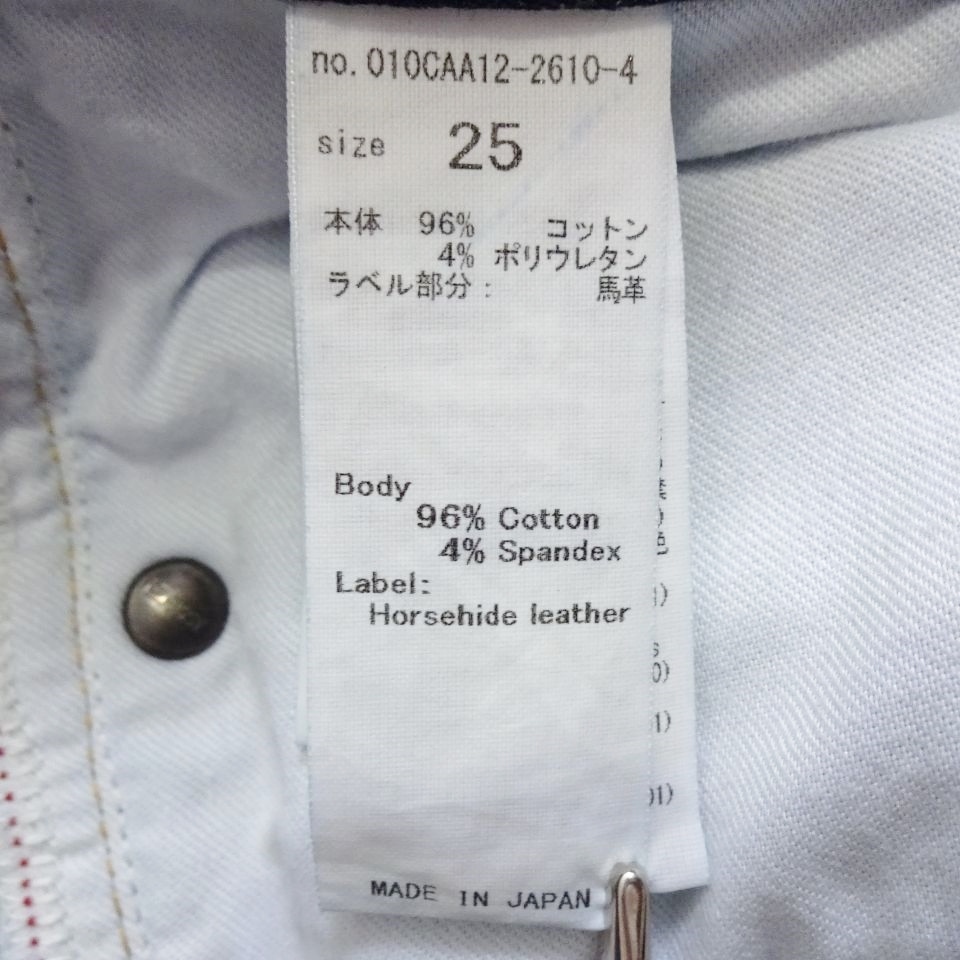 no. 010CAA12-2610-4
size 25
本体 96% コットン
4% ポリウレタン
ラベル部分: 馬革
Body
96% Cotton
4% Spandex
Label:
Horsehide leather
MADE IN JAPAN